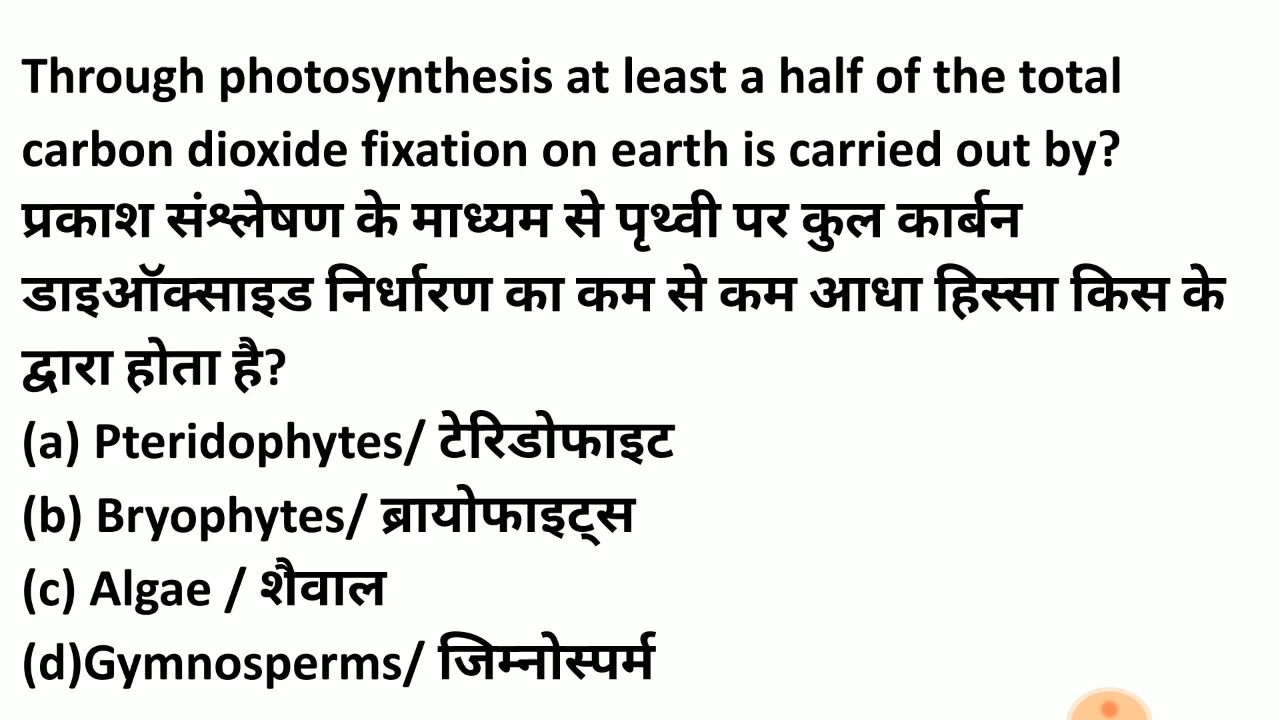 Through photosynthesis at least a half of the total
carbon dioxide fixation on earth is carried out by?
प्रकाश संश्लेषण के माध्यम से पृथ्वी पर कुल कार्बन
डाइऑक्साइड निर्धारण का कम से कम आधा हिस्सा किस के
द्वारा होता है?
(a) Pteridophytes/ टेरिडोफाइट
(b) Bryophytes/ ब्रायोफाइट्स
(c) Algae / शैवाल
(d)Gymnosperms/ जिम्नोस्पर्म